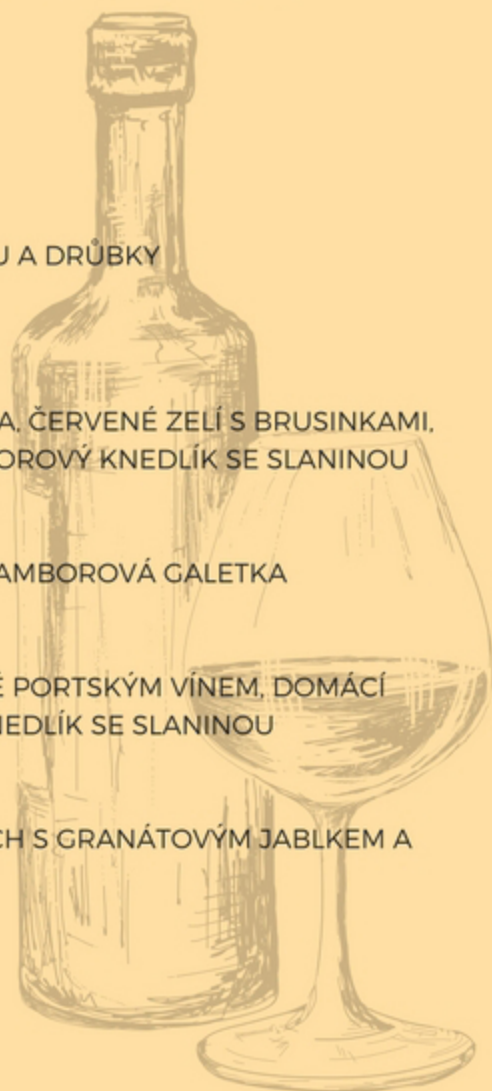 U A DRŮBKY
A, ČERVENÉ ZELÍ S BRUSINKAMI,
OROVÝ KNEDLÍK SE SLANINOU
AMBOROVÁ GALETKA
É PORTSKÝM VÍNEM, DOMÁCÍ
NEDLÍK SE SLANINOU
CH S GRANÁTOVÝM JABLKEM A